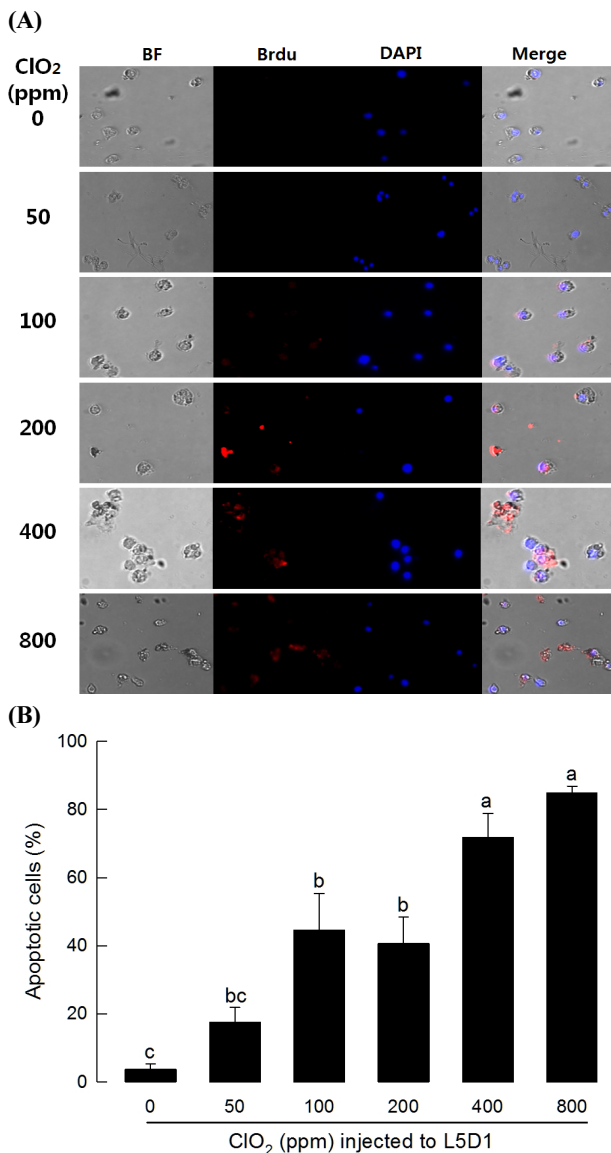 (A)
BF Brdu DAPI Merge
ClO₂
(ppm)
0
50
100
200
400
800
(B)
100
80
60
40
20
0
Apoptotic cells (%)
c
bc
b
b
a
a
0 50 100 200 400 800
ClO₂ (ppm) injected to L5D1